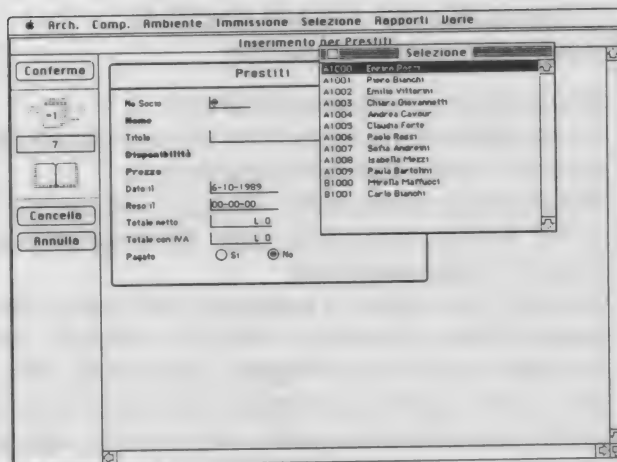 Arch. Comp. Ambiente Immissione Selezione Rapporti Varie
Inserimento per Prestiti
Conferma
=1
7
Cancella
Annulla
Prestiti
No Socio @
Nome
Titolo
Disponibilità
Prezzo
Dato il 6-10-1989
Reso il 00-00-00
Totale netto L 0
Totale con IVA L 0
Pagato Sì No
Selezione
A1000 Enrico
A1001 Piero Bianchi
A1002 Emilio Vittorini
A1003 Chiara Giovannetti
A1004 Andrea Cavour
A1005 Claudia Forte
A1006 Paolo Rossi
A1007 Sofia Andreini
A1008 Isabella Mezzi
A1009 Paula Bartolini
B1000 Mirella Maffucci
B1001 Carlo Bianchi